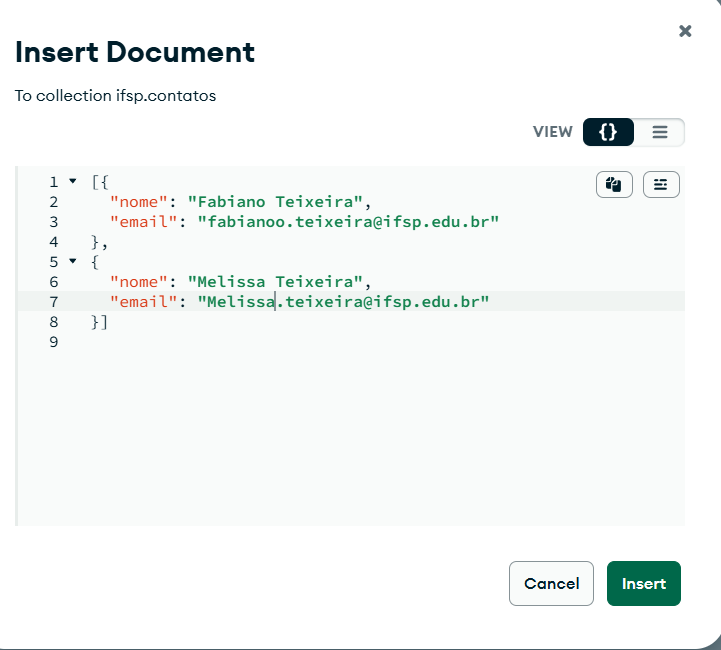 Insert Document
To collection ifsp.contatos
VIEW {}
1 [{
2 "nome": "Fabiano Teixeira",
3 "email": "fabianoo.teixeira@ifsp.edu.br"
4 },
5 {
6 "nome": "Melissa Teixeira",
7 "email": "Melissa.teixeira@ifsp.edu.br"
8 }]
9
Cancel Insert